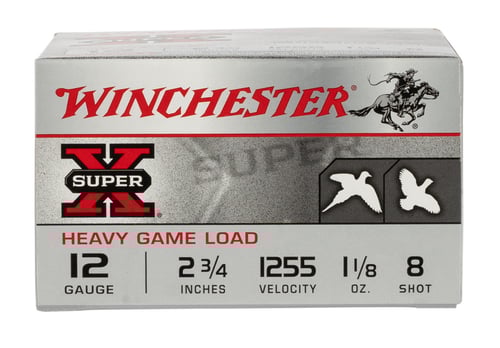 WINCHESTER
SUPER
X
SUPER
HEAVY GAME LOAD
12 2 3/4 1255 1 1/8 8
GAUGE INCHES VELOCITY OZ. SHOT